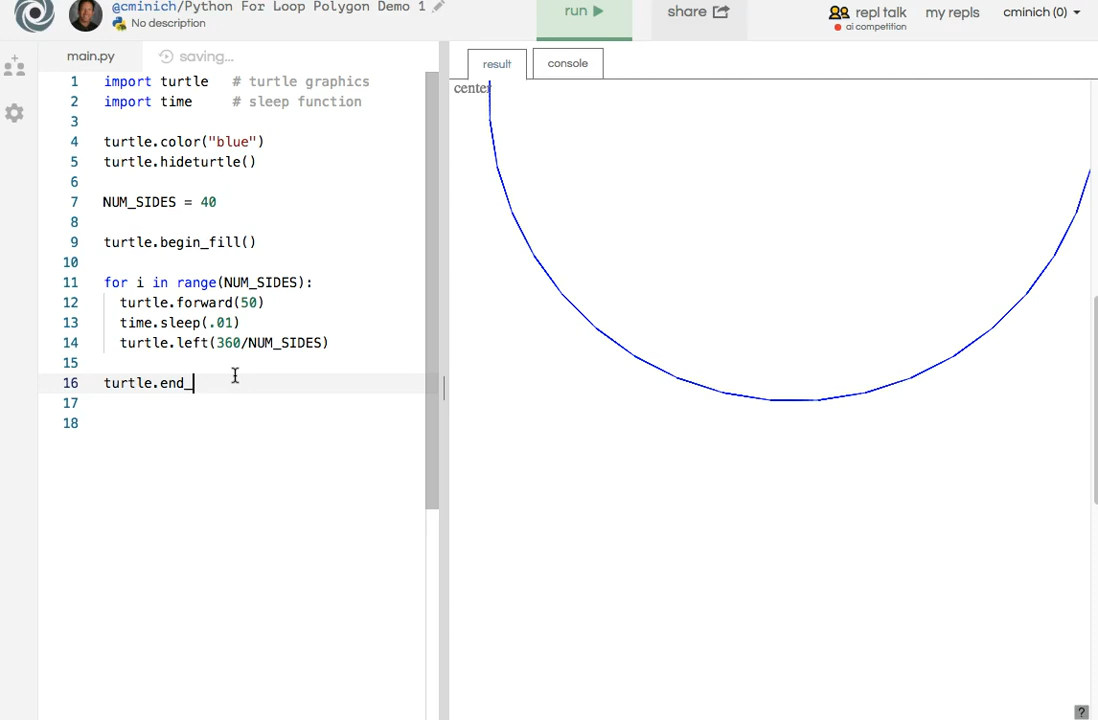 @cminich/Python For Loop Polygon Demo 1
No description
run
share
repl talk
ai competition
my repls
cminich (0)
main.py
saving...
result
console
1 import turtle # turtle graphics
2 import time # sleep function
3
4 turtle.color("blue")
5 turtle.hideturtle()
6
7 NUM_SIDES = 40
8
9 turtle.begin_fill()
10
11 for i in range(NUM_SIDES):
12 turtle.forward(50)
13 time.sleep(.01)
14 turtle.left(360/NUM_SIDES)
15
16 turtle.end_
17
18
center
?